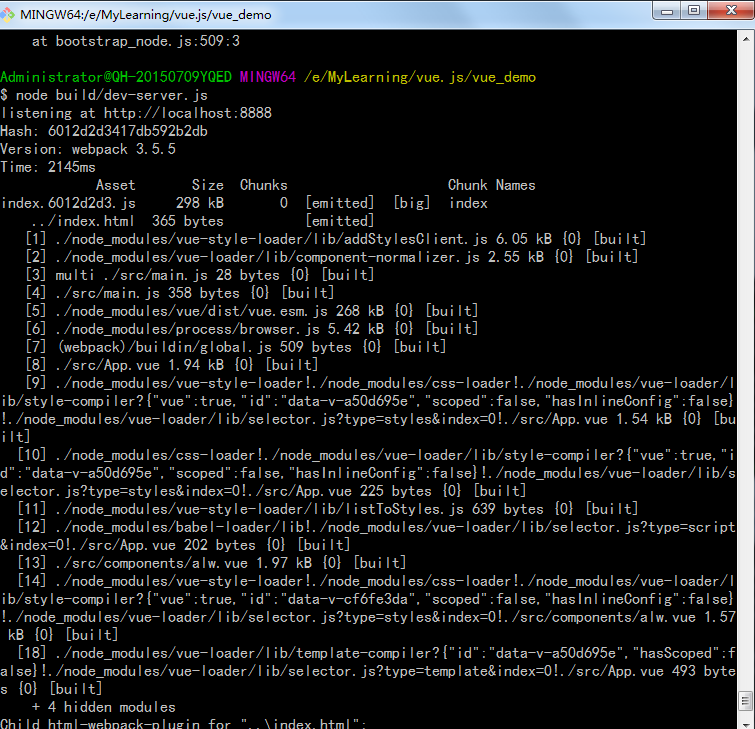 MINGW64:/e/MyLearning/vue.js/vue_demo
    at bootstrap_node.js:509:3
Administrator@QH-20150709YQED MINGW64 /e/MyLearning/vue.js/vue_demo
$ node build/dev-server.js
listening at http://localhost:8888
Hash: 6012d2d3417db592b2db
Version: webpack 3.5.5
Time: 2145ms
            Asset       Size  Chunks                    Chunk Names
index.6012d2d3.js     298 kB       0  [emitted]  [big]  index
    ../index.html  365 bytes          [emitted]
   [1] ./node_modules/vue-style-loader/lib/addStylesClient.js 6.05 kB {0} [built]
   [2] ./node_modules/vue-loader/lib/component-normalizer.js 2.55 kB {0} [built]
   [3] multi ./src/main.js 28 bytes {0} [built]
   [4] ./src/main.js 358 bytes {0} [built]
   [5] ./node_modules/vue/dist/vue.esm.js 268 kB {0} [built]
   [6] ./node_modules/process/browser.js 5.42 kB {0} [built]
   [7] (webpack)/buildin/global.js 509 bytes {0} [built]
   [8] ./src/App.vue 1.94 kB {0} [built]
   [9] ./node_modules/vue-style-loader!./node_modules/css-loader!./node_modules/vue-loader/l
ib/style-compiler?{"vue":true,"id":"data-v-a50d695e","scoped":false,"hasInlineConfig":false}
!./node_modules/vue-loader/lib/selector.js?type=styles&index=0!./src/App.vue 1.54 kB {0} [bu
ilt]
  [10] ./node_modules/css-loader!./node_modules/vue-loader/lib/style-compiler?{"vue":true,"i
d":"data-v-a50d695e","scoped":false,"hasInlineConfig":false}!./node_modules/vue-loader/lib/s
elector.js?type=styles&index=0!./src/App.vue 225 bytes {0} [built]
  [11] ./node_modules/vue-style-loader/lib/listToStyles.js 639 bytes {0} [built]
  [12] ./node_modules/babel-loader/lib!./node_modules/vue-loader/lib/selector.js?type=script
&index=0!./src/App.vue 202 bytes {0} [built]
  [13] ./src/components/alw.vue 1.97 kB {0} [built]
  [14] ./node_modules/vue-style-loader!./node_modules/css-loader!./node_modules/vue-loader/l
ib/style-compiler?{"vue":true,"id":"data-v-cf6fe3da","scoped":false,"hasInlineConfig":false}
!./node_modules/vue-loader/lib/selector.js?type=styles&index=0!./src/components/alw.vue 1.57
 kB {0} [built]
  [18] ./node_modules/vue-loader/lib/template-compiler?{"id":"data-v-a50d695e","hasScoped":f
alse}!./node_modules/vue-loader/lib/selector.js?type=template&index=0!./src/App.vue 493 byte
s {0} [built]
    + 4 hidden modules
Child html-webpack-plugin for "..\index.html":